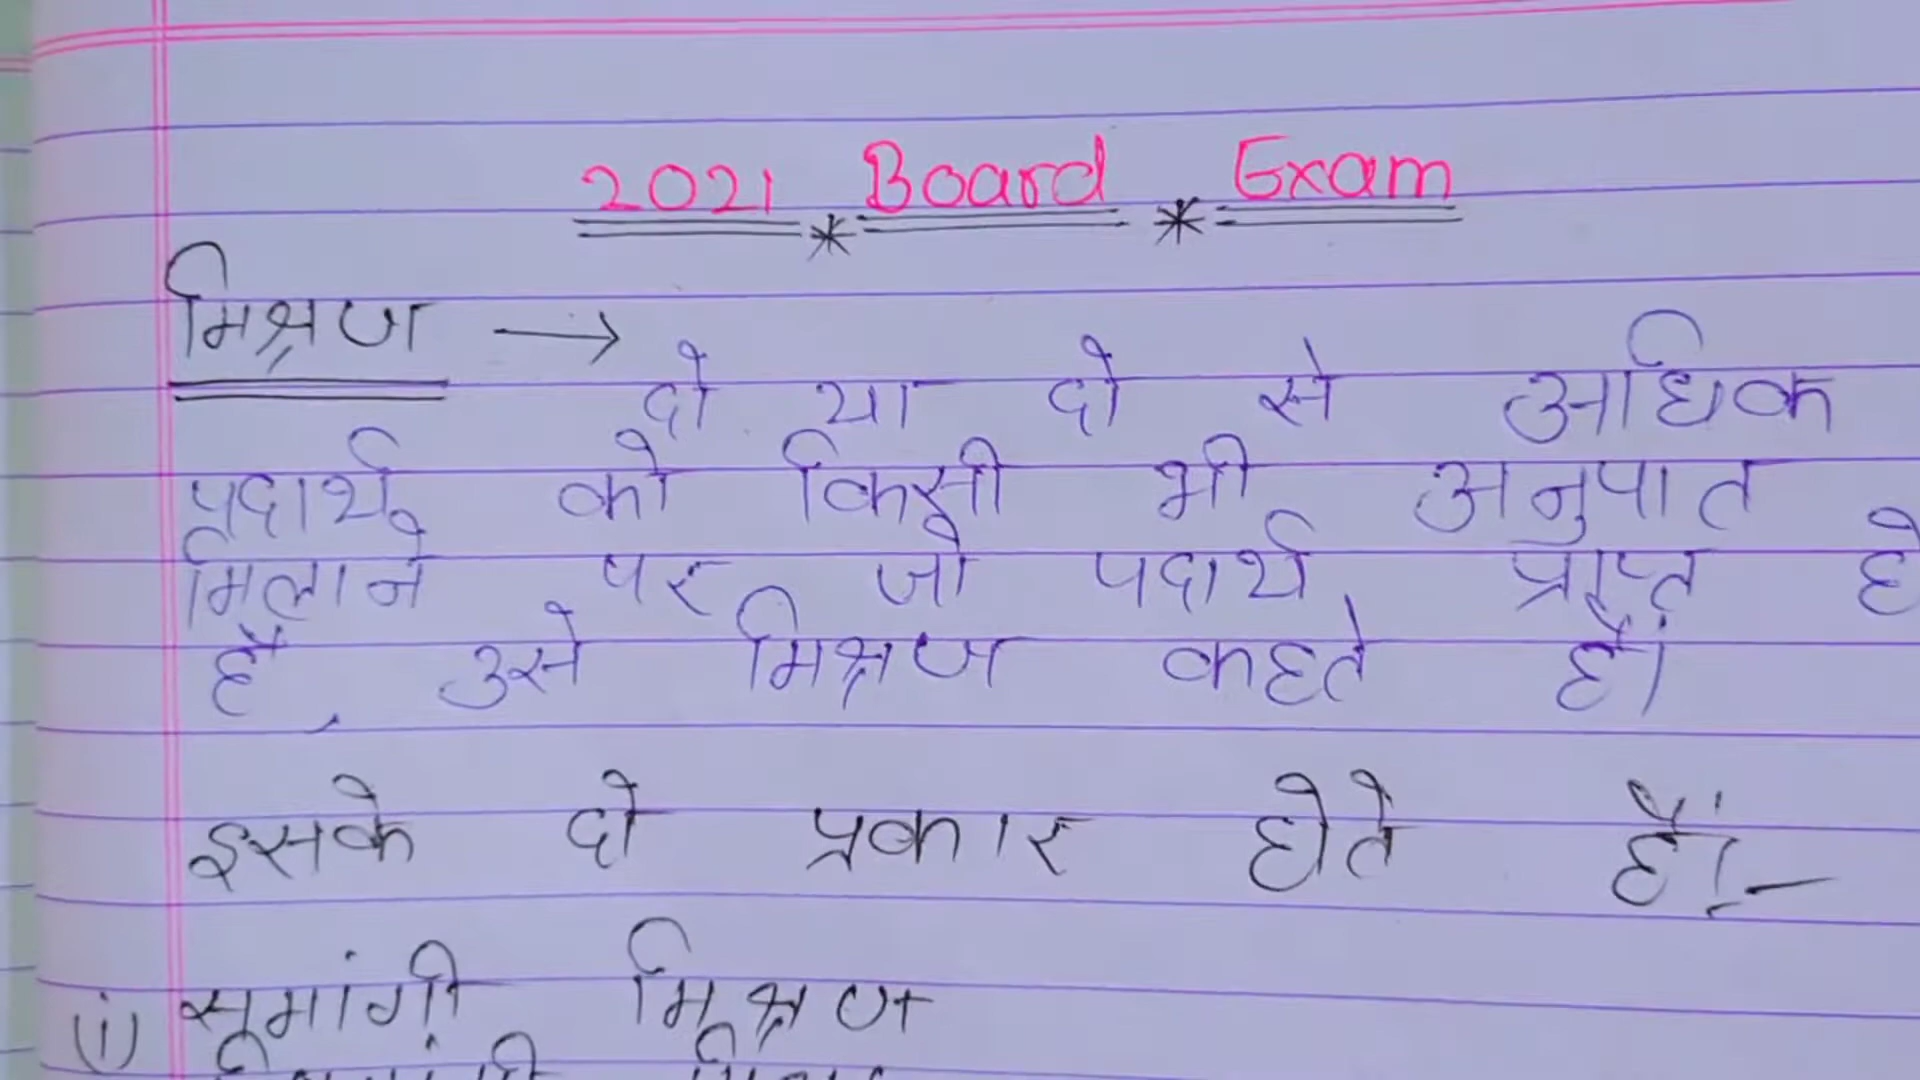 2021 Board Exam
मिश्रण →
दो या दो से अधिक
पदार्थ को किसी भी अनुपात
मिलाने पर जो पदार्थ प्राप्त
है, उसे मिश्रण कहते हैं।
इसके दो प्रकार होते हैं।-
(i) समांगी मिश्रण